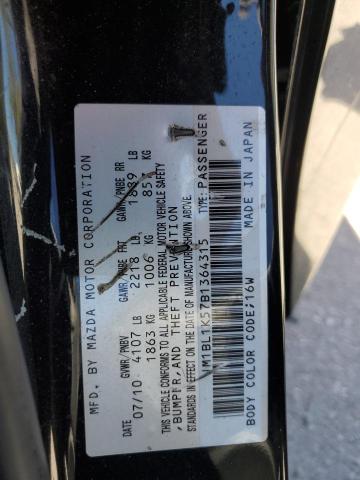 MFD. BY MAZDA MOTOR CORPORATION
DATE GVWR/PNBV GAWR/PNBE FRT GAWR/PNBE RR
07/10 4107 LB 2218 LB 1889 LB
1863 KG 1006 KG 857 KG
THIS VEHICLE CONFORMS TO ALL APPLICABLE FEDERAL MOTOR VEHICLE SAFETY
,BUMPER,AND THEFT PREVENTION
STANDARDS IN EFFECT ON THE DATE OF MANUFACTURE SHOWN ABOVE.
JM1BL1K57B1364315 TYPE:PASSENGER
BODY COLOR CODE;16W MADE IN JAPAN